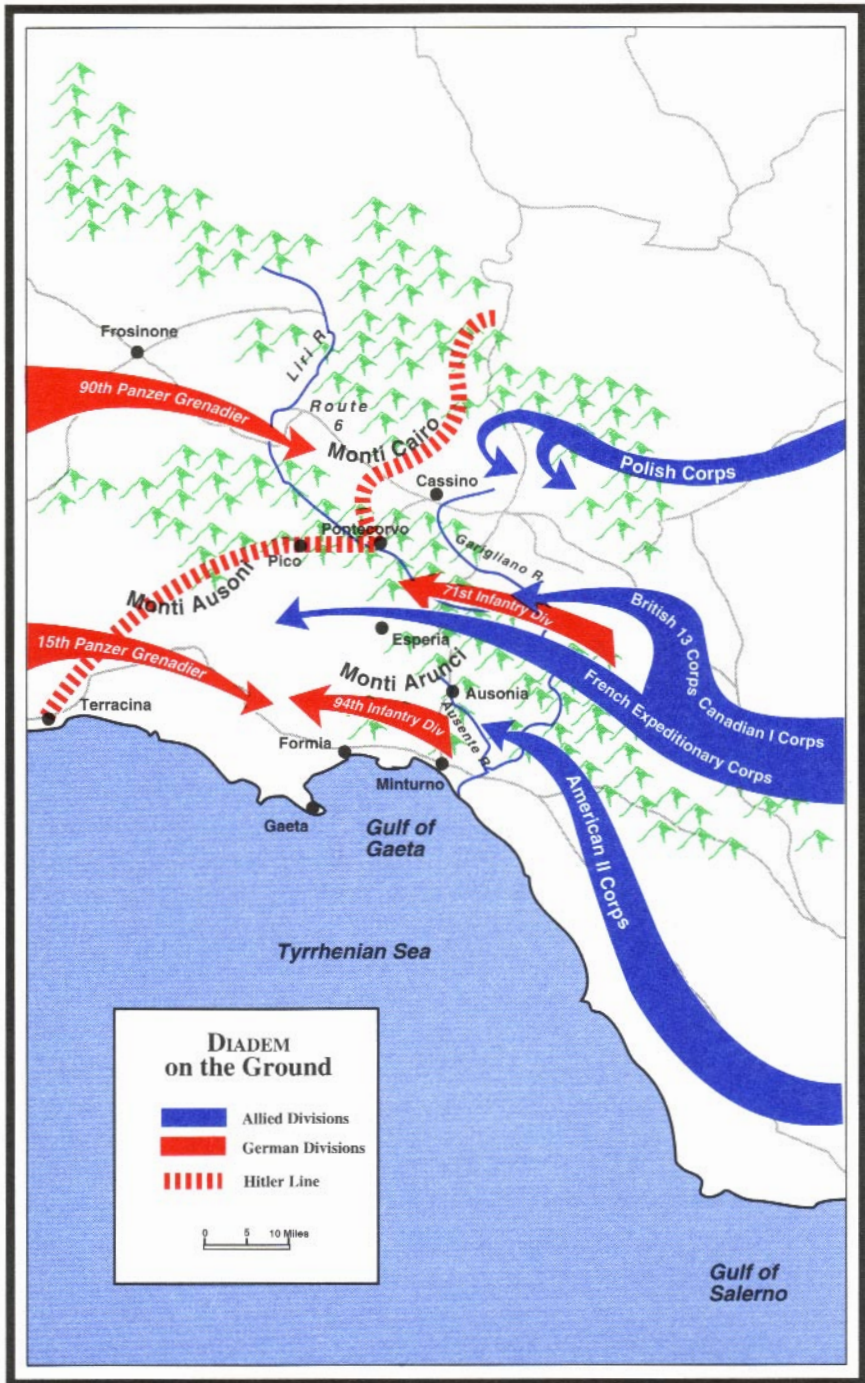 Frosinone
Liri R
90th Panzer Grenadier
Route
6
Monti Cairo
Polish Corps
Cassino
Pontecorvo
Pico
Garigliano R.
Monti Ausoni
71st Infantry Div
British 13 Corps
Canadian I Corps
Esperia
15th Panzer Grenadier
Monti Arunci
French Expeditionary Corps
Ausonia
94th Infantry Div
Ausente R.
Terracina
Formia
Minturno
American II Corps
Gaeta
Gulf of
Gaeta
Tyrrhenian Sea
DIADEM
on the Ground
Allied Divisions
German Divisions
Hitler Line
0 5 10 Miles
Gulf of
Salerno